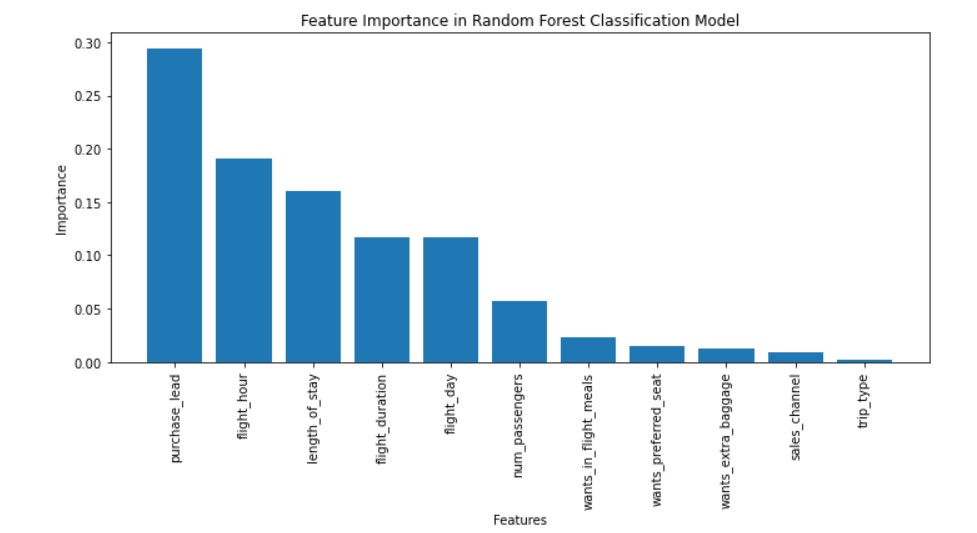 Feature Importance in Random Forest Classification Model
0.30
0.25
0.20
0.15
0.10
0.05
0.00
Importance
purchase_lead
flight_hour
length_of_stay
flight_duration
flight_day
num_passengers
wants_in_flight_meals
wants_preferred_seat
wants_extra_baggage
sales_channel
trip_type
Features